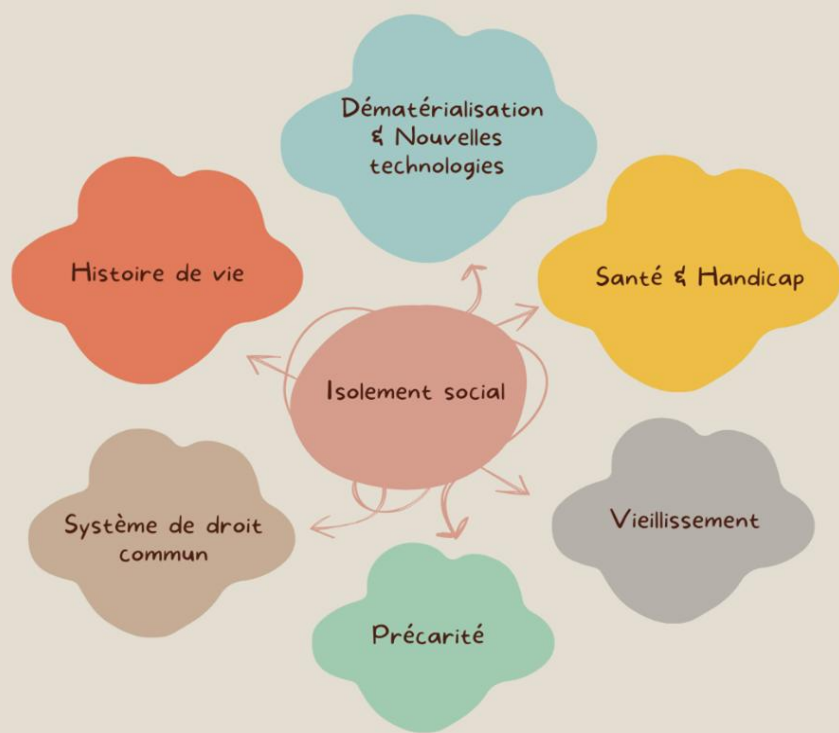 Dématérialisation
& Nouvelles
technologies
Histoire de vie
Santé & Handicap
Isolement social
Système de droit
commun
Vieillissement
Précarité